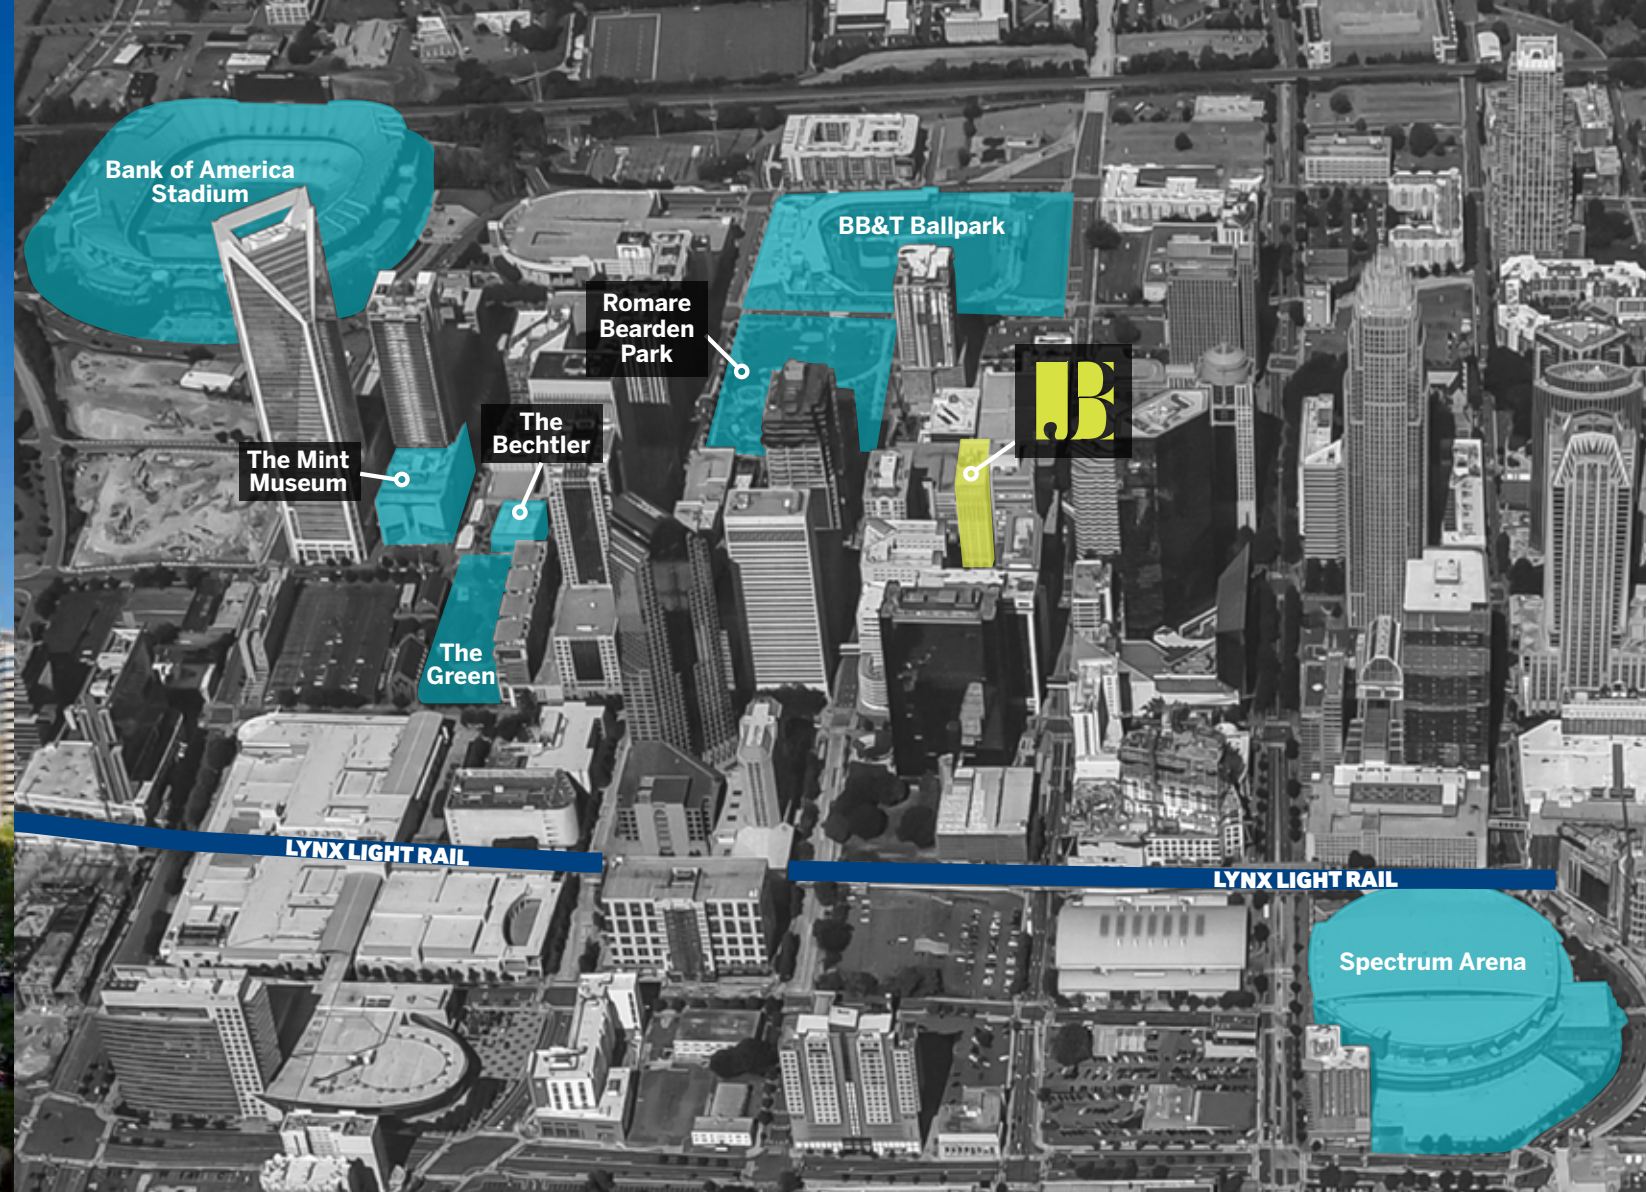 Bank of America
Stadium
BB&T Ballpark
Romare
Bearden
Park
JB
The
Bechtler
The Mint
Museum
The
Green
LYNX LIGHT RAIL
LYNX LIGHT RAIL
Spectrum Arena